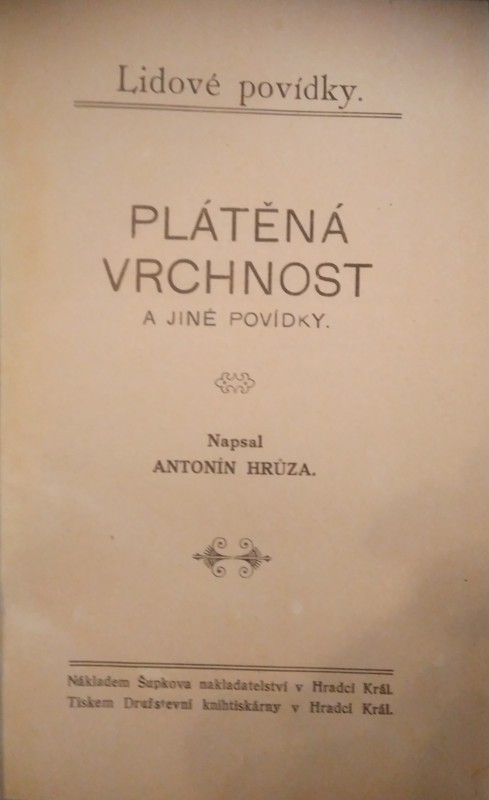 Lidové povídky.
PLÁTĚNÁ
VRCHNOST
A JINÉ POVÍDKY.
Napsal
ANTONÍN HRŮZA.
Nákladem Šupkova nakladatelství v Hradci Král.
Tiskem Družstevní knihtiskárny v Hradci Král.